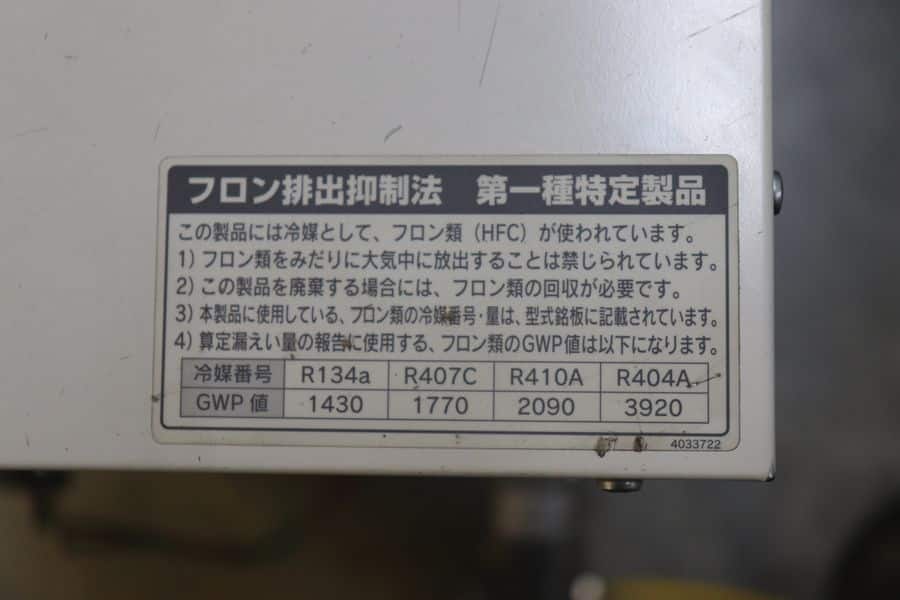 フロン排出抑制法 第一種特定製品
この製品には冷媒として、フロン類（HFC）が使われています。
1）フロン類をみだりに大気中に放出することは禁じられています。
2）この製品を廃棄する場合には、フロン類の回収が必要です。
3）本製品に使用している、フロン類の冷媒番号・量は、型式銘板に記載されています。
4）算定漏えい量の報告に使用する、フロン類のGWP値は以下になります。
冷媒番号 R134a R407C R410A R404A
GWP 値 1430 1770 2090 3920
4033722